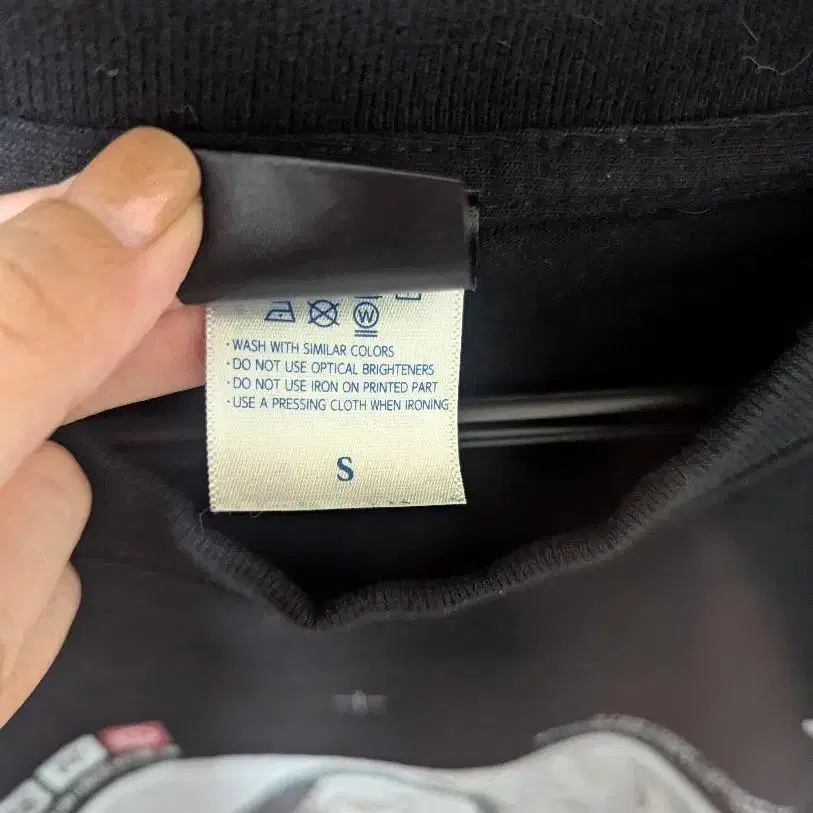 W
· WASH WITH SIMILAR COLORS
· DO NOT USE OPTICAL BRIGHTENERS
· DO NOT USE IRON ON PRINTED PART
· USE A PRESSING CLOTH WHEN IRONING
S